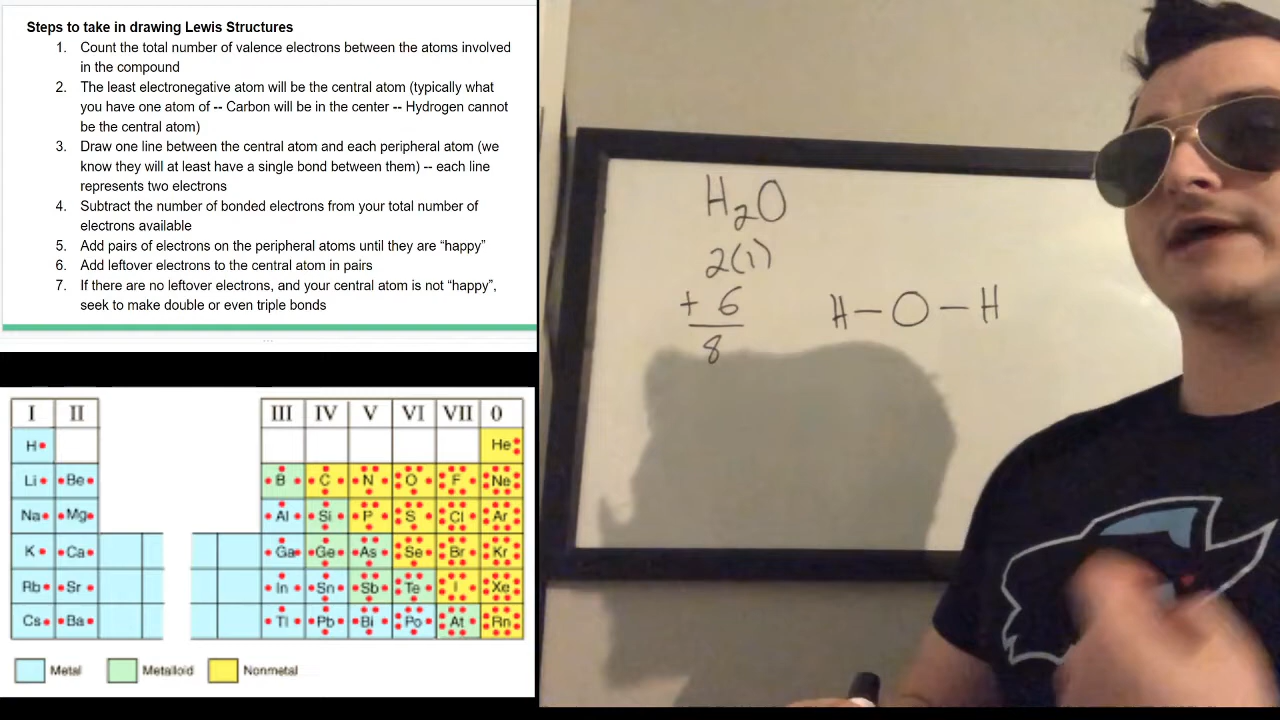 Steps to take in drawing Lewis Structures
1. Count the total number of valence electrons between the atoms involved
in the compound
2. The least electronegative atom will be the central atom (typically what
you have one atom of -- Carbon will be in the center -- Hydrogen cannot
be the central atom)
3. Draw one line between the central atom and each peripheral atom (we
know they will at least have a single bond between them) -- each line
represents two electrons
4. Subtract the number of bonded electrons from your total number of
electrons available
5. Add pairs of electrons on the peripheral atoms until they are “happy”
6. Add leftover electrons to the central atom in pairs
7. If there are no leftover electrons, and your central atom is not “happy”,
seek to make double or even triple bonds
I II III IV V VI VII 0
H He
Li Be B C N O F Ne
Na Mg Al Si P S Cl Ar
K Ca Ga Ge As Se Br Kr
Rb Sr In Sn Sb Te I Xe
Cs Ba Tl Pb Bi Po At Rn
Metal Metalloid Nonmetal
H₂O
2(1)
+ 6
8
H–O–H